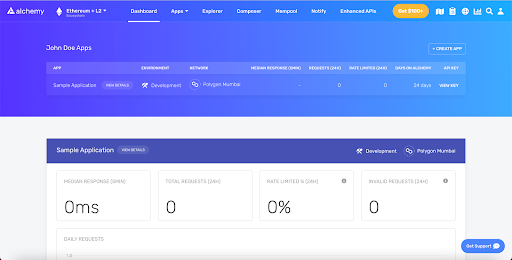 alchemy
Ethereum + L2
Ecosystem
Dashboard
Apps
Explorer
Composer
Mempool
Notify
Enhanced APIs
Get $100+
John Doe Apps
+ CREATE APP
APP
ENVIRONMENT
NETWORK
MEDIAN RESPONSE (5MIN)
REQUESTS (24H)
RATE LIMITED (24H)
DAYS ON ALCHEMY
API KEY
Sample Application
VIEW DETAILS
Development
Polygon Mumbai
-
0
0
24 days
VIEW KEY
Sample Application
VIEW DETAILS
Development
Polygon Mumbai
MEDIAN RESPONSE (5MIN)
TOTAL REQUESTS (24H)
RATE LIMITED % (24H)
INVALID REQUESTS (24H)
0ms
0
0%
0
DAILY REQUESTS
1.0
Get Support